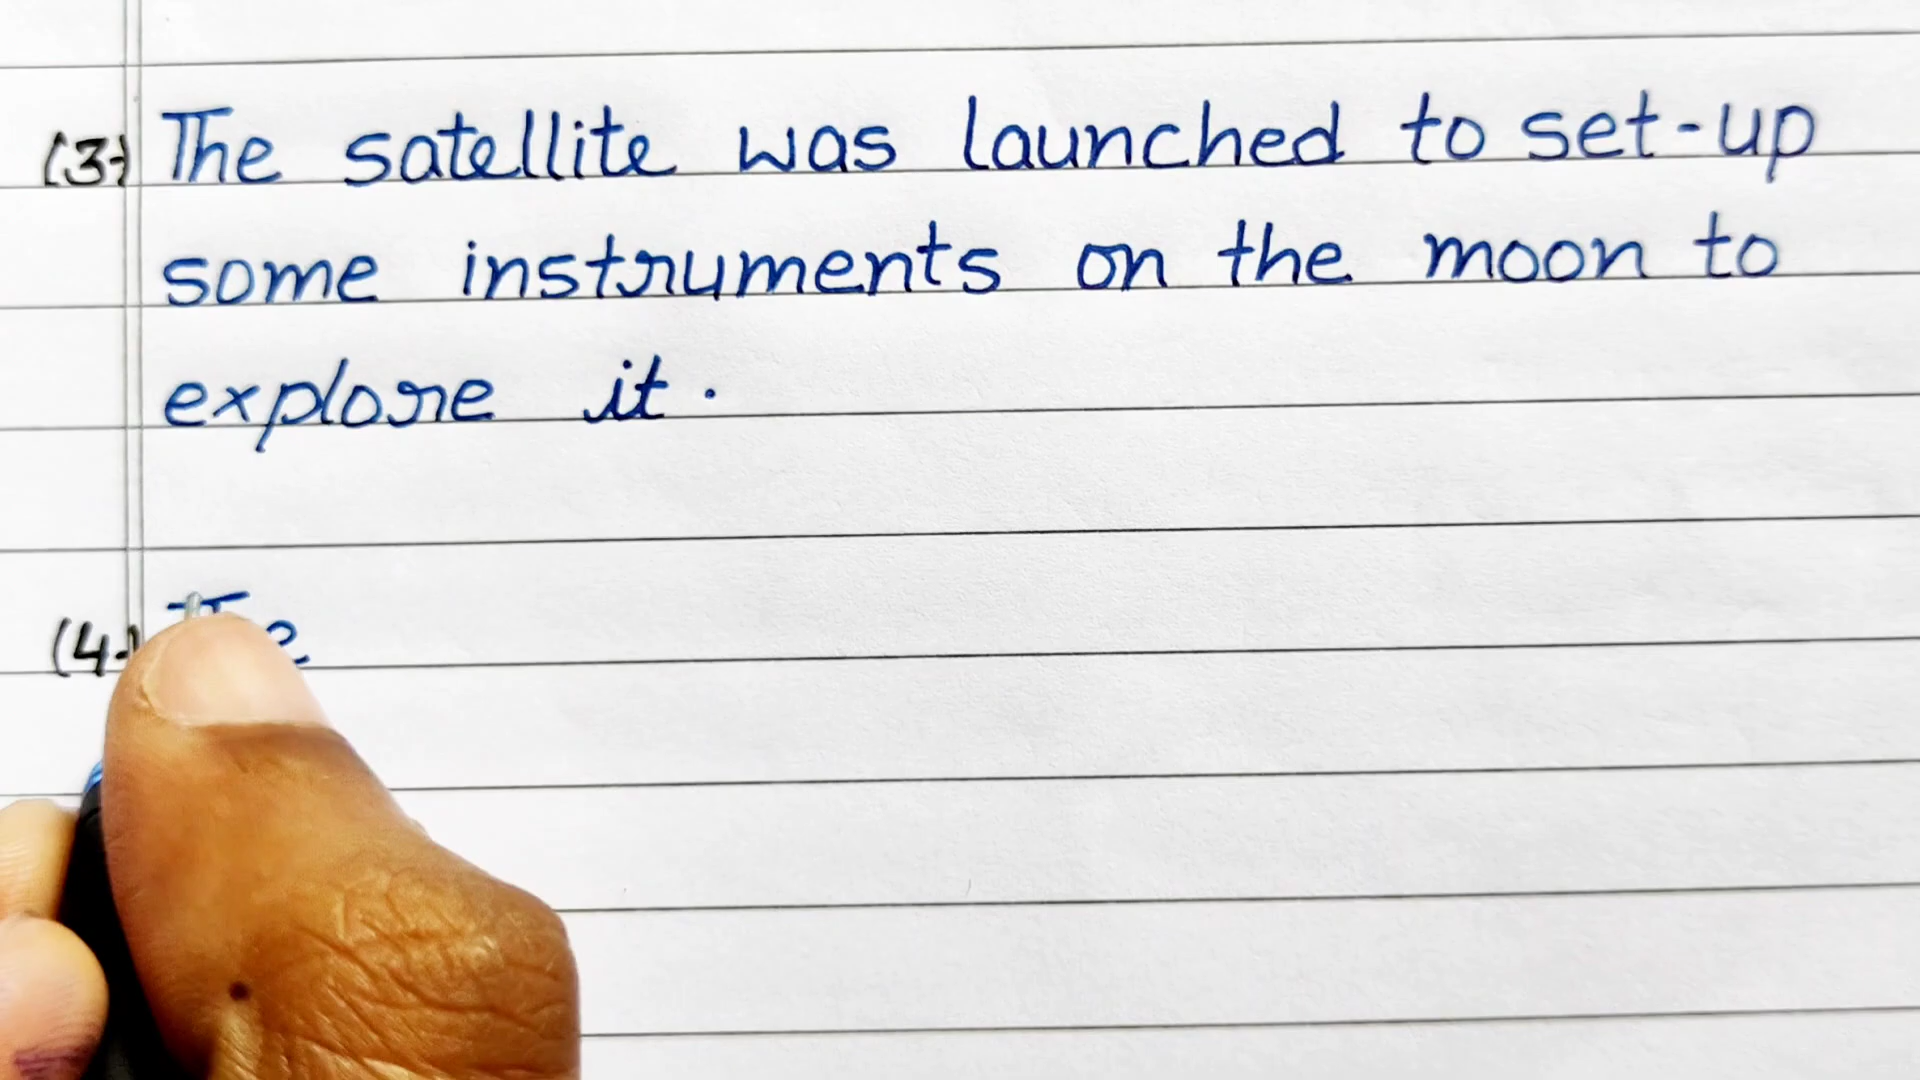 (3.) The satellite was launched to set-up
some instruments on the moon to
explore it.
(4.)